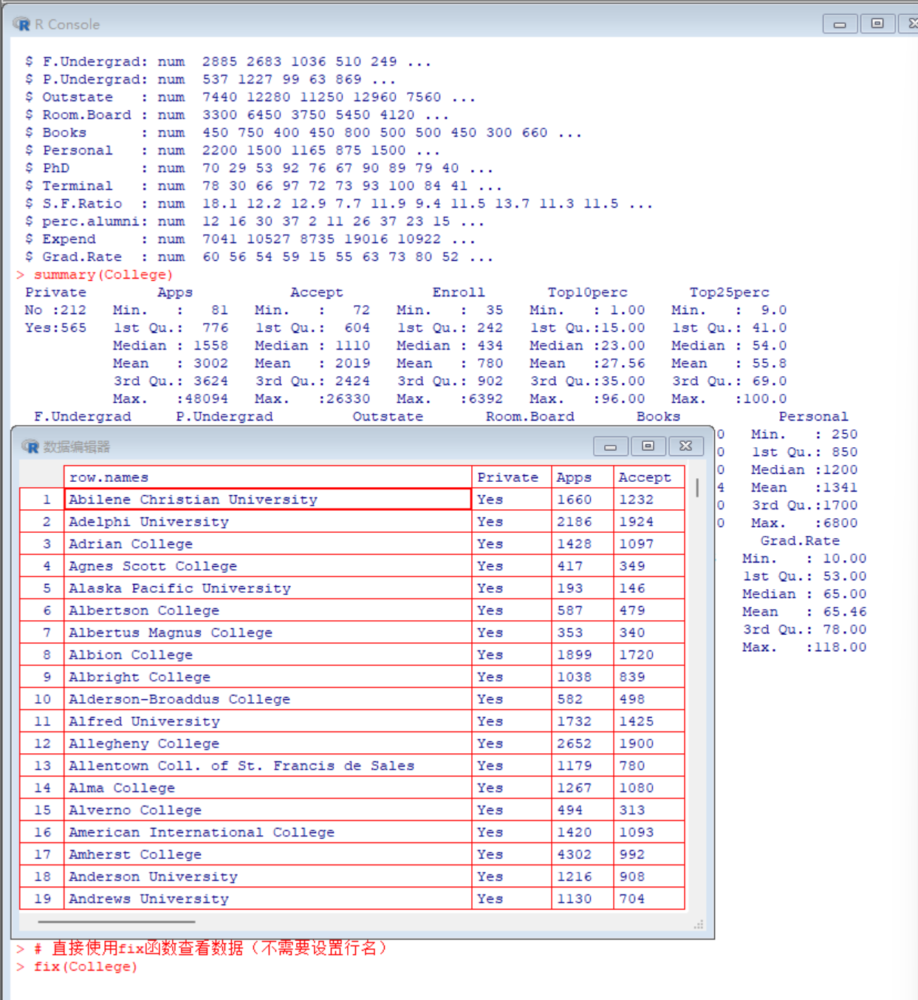 R Console
$ F.Undergrad: num  2885 2683 1036 510 249 ...
$ P.Undergrad: num  537 1227 99 63 869 ...
$ Outstate   : num  7440 12280 11250 12960 7560 ...
$ Room.Board : num  3300 6450 3750 5450 4120 ...
$ Books      : num  450 750 400 450 800 500 500 450 300 660 ...
$ Personal   : num  2200 1500 1165 875 1500 ...
$ PhD        : num  70 29 53 92 76 67 90 89 79 40 ...
$ Terminal   : num  78 30 66 97 72 73 93 100 84 41 ...
$ S.F.Ratio  : num  18.1 12.2 12.9 7.7 11.9 9.4 11.5 13.7 11.3 11.5 ...
$ perc.alumni: num  12 16 30 37 2 11 26 37 23 15 ...
$ Expend     : num  7041 10527 8735 19016 10922 ...
$ Grad.Rate  : num  60 56 54 59 15 55 63 73 80 52 ...
> summary(College)
Private        Apps           Accept          Enroll       Top10perc       Top25perc
No :212   Min.   :   81   Min.   :   72   Min.   :  35   Min.   : 1.00   Min.   :  9.0
Yes:565   1st Qu.:  776   1st Qu.:  604   1st Qu.: 242   1st Qu.:15.00   1st Qu.: 41.0
Median : 1558   Median : 1110   Median : 434   Median :23.00   Median : 54.0
Mean   : 3002   Mean   : 2019   Mean   : 780   Mean   :27.56   Mean   : 55.8
3rd Qu.: 3624   3rd Qu.: 2424   3rd Qu.: 902   3rd Qu.:35.00   3rd Qu.: 69.0
Max.   :48094   Max.   :26330   Max.   :6392   Max.   :96.00   Max.   :100.0
F.Undergrad     P.Undergrad         Outstate       Room.Board       Books           Personal
0   Min.   : 250
0   1st Qu.: 850
0   Median :1200
4   Mean   :1341
0   3rd Qu.:1700
0   Max.   :6800
Grad.Rate
Min.   : 10.00
1st Qu.: 53.00
Median : 65.00
Mean   : 65.46
3rd Qu.: 78.00
Max.   :118.00
数据编辑器
row.names Private Apps Accept
1 Abilene Christian University Yes 1660 1232
2 Adelphi University Yes 2186 1924
3 Adrian College Yes 1428 1097
4 Agnes Scott College Yes 417 349
5 Alaska Pacific University Yes 193 146
6 Albertson College Yes 587 479
7 Albertus Magnus College Yes 353 340
8 Albion College Yes 1899 1720
9 Albright College Yes 1038 839
10 Alderson-Broaddus College Yes 582 498
11 Alfred University Yes 1732 1425
12 Allegheny College Yes 2652 1900
13 Allentown Coll. of St. Francis de Sales Yes 1179 780
14 Alma College Yes 1267 1080
15 Alverno College Yes 494 313
16 American International College Yes 1420 1093
17 Amherst College Yes 4302 992
18 Anderson University Yes 1216 908
19 Andrews University Yes 1130 704
> # 直接使用fix函数查看数据（不需要设置行名）
> fix(College)